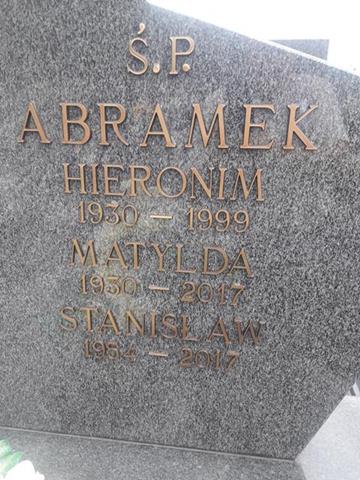 Ś.P.
ABRAMEK
HIERONIM
1930 – 1999
MATYLDA
1930 – 2017
STANISŁAW
1954 – 2017